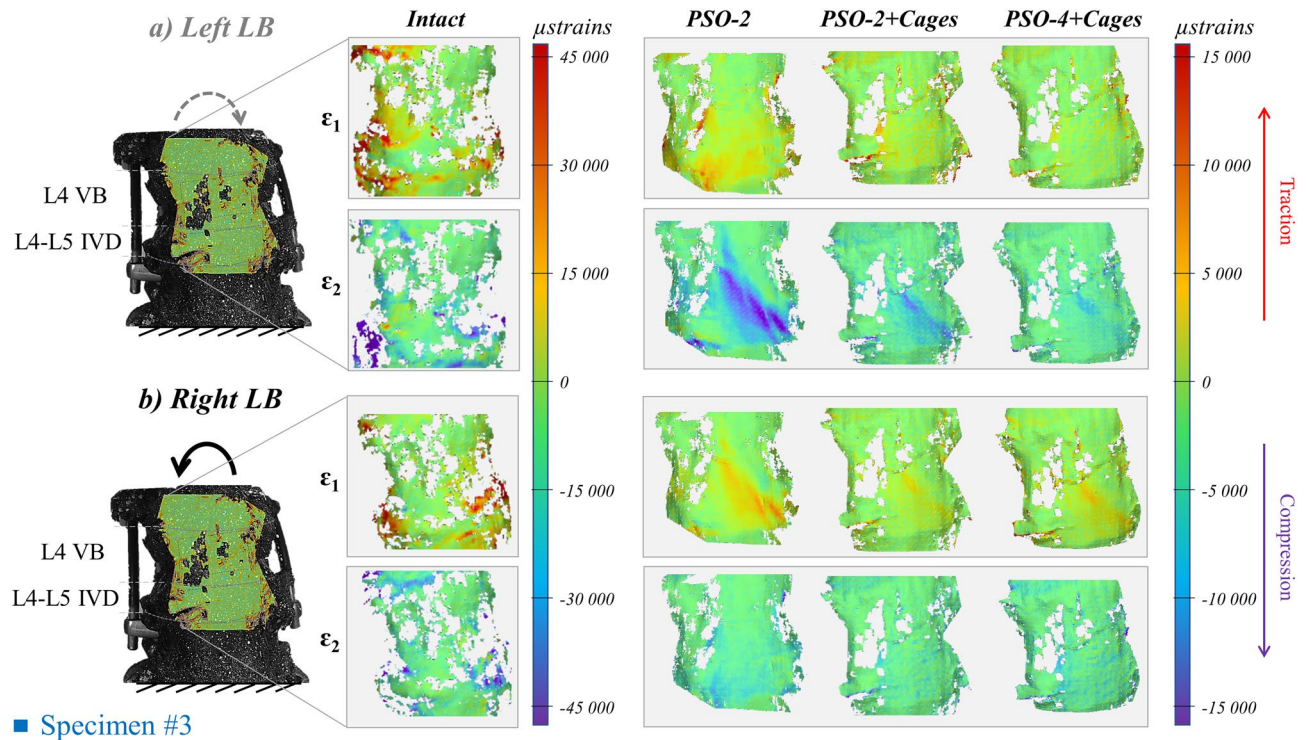 a) Left LB
Intact
µstrains
PSO-2
PSO-2+Cages
PSO-4+Cages
µstrains
L4 VB
L4-L5 IVD
ε1
ε2
45 000
30 000
15 000
0
-15 000
-30 000
-45 000
15 000
10 000
5 000
0
-5 000
-10 000
-15 000
Traction
Compression
b) Right LB
L4 VB
L4-L5 IVD
ε1
ε2
Specimen #3